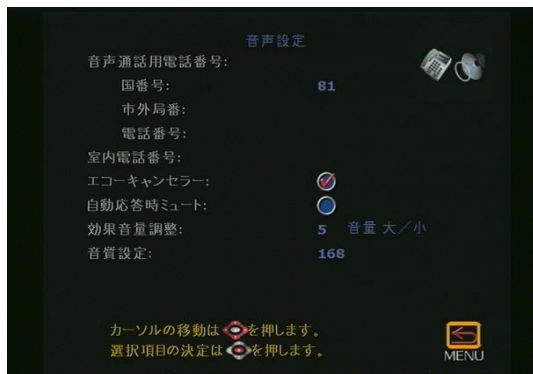 音声設定
音声通話用電話番号:
国番号: 81
市外局番:
電話番号:
室内電話番号:
エコーキャンセラー:
自動応答時ミュート:
効果音量調整: 5 音量 大/小
音質設定: 168
カーソルの移動は を押します。
選択項目の決定は を押します。
MENU